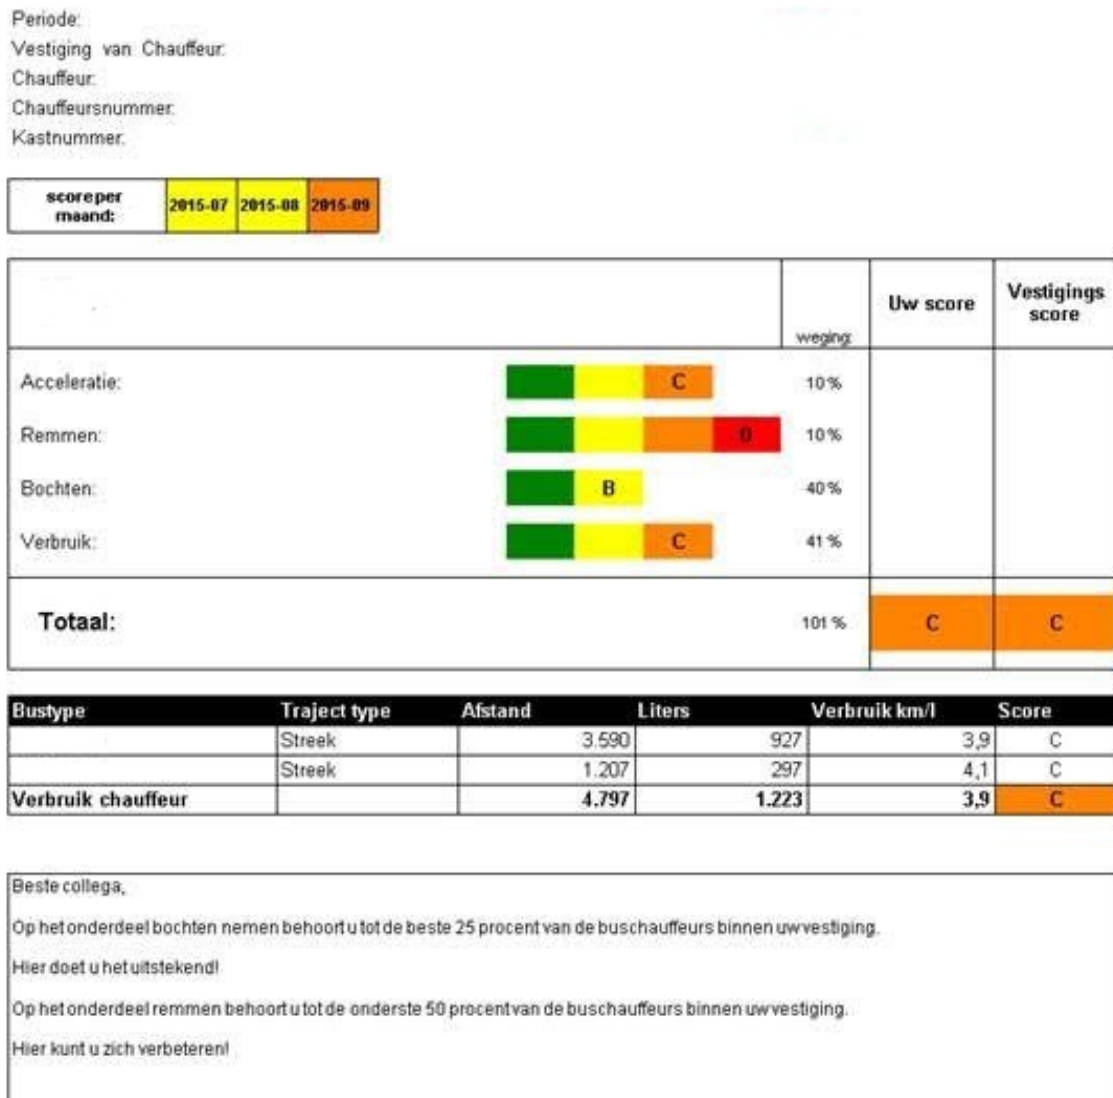 Periode:
Vestiging van Chauffeur:
Chauffeur:
Chauffeursnummer:
Kastnummer:
scoreper
maand:
2015-07 2015-08 2015-09
Uw score
Vestigings
score
weging:
Acceleratie: C 10%
Remmen: D 10%
Bochten: B 40%
Verbruik: C 41%
Totaal: 101% C C
Bustype Traject type Afstand Liters Verbruik km/l Score
Streek 3.590 927 3,9 C
Streek 1.207 297 4,1 C
Verbruik chauffeur 4.797 1.223 3,9 C
Beste collega,
Op het onderdeel bochten nemen behoort u tot de beste 25 procent van de buschauffeurs binnen uw vestiging.
Hier doet u het uitstekend!
Op het onderdeel remmen behoort u tot de onderste 50 procent van de buschauffeurs binnen uw vestiging.
Hier kunt u zich verbeteren!